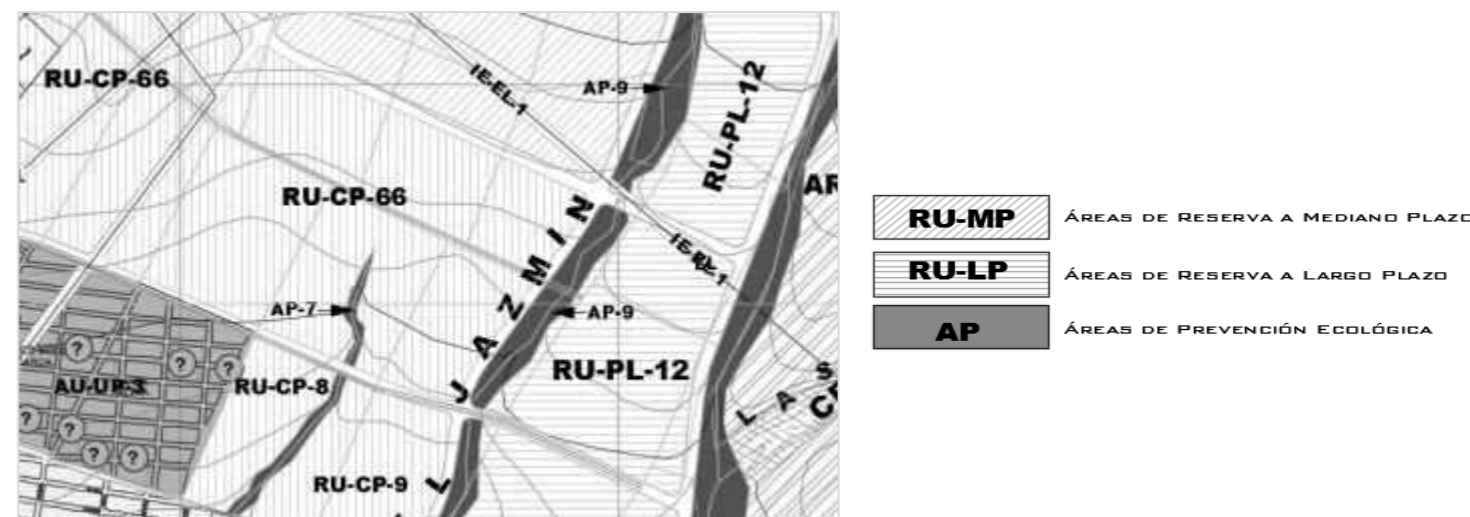 RU-CP-66
IE-EL-1
AP-9
RU-PL-12
RU-CP-66
AR
IE-EL-1
AP-7
AP-9
JAZMIN
RU-PL-12
AU-UP-3
RU-CP-8
LAS
RU-CP-9
L
? ? ? ? ? ? ?
RU-MP ÁREAS DE RESERVA A MEDIANO PLAZO
RU-LP ÁREAS DE RESERVA A LARGO PLAZO
AP ÁREAS DE PREVENCIÓN ECOLÓGICA